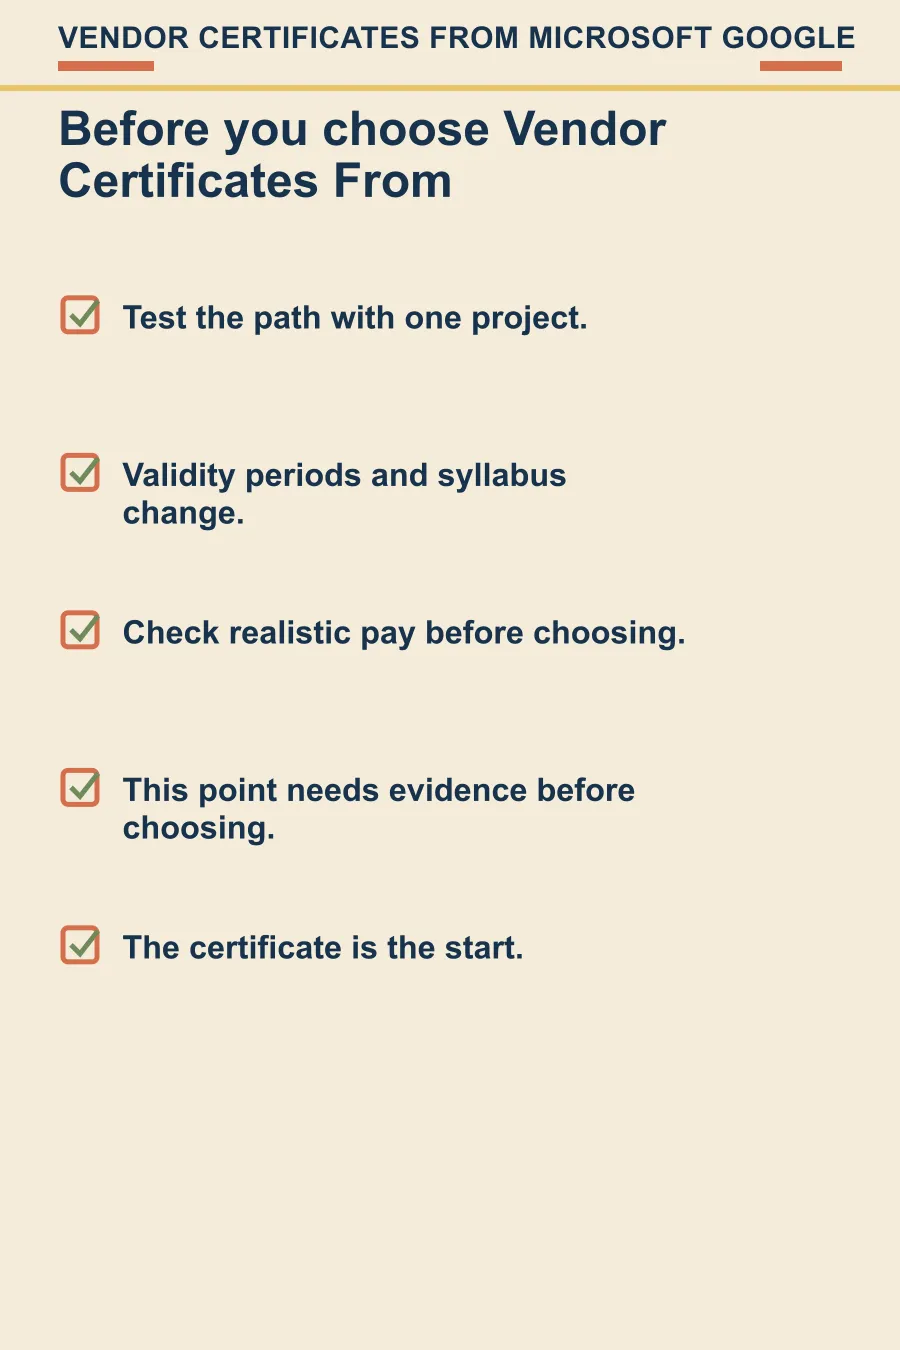 VENDOR CERTIFICATES FROM MICROSOFT GOOGLE
Before you choose Vendor
Certificates From
Test the path with one project.
Validity periods and syllabus
change.
Check realistic pay before choosing.
This point needs evidence before
choosing.
The certificate is the start.